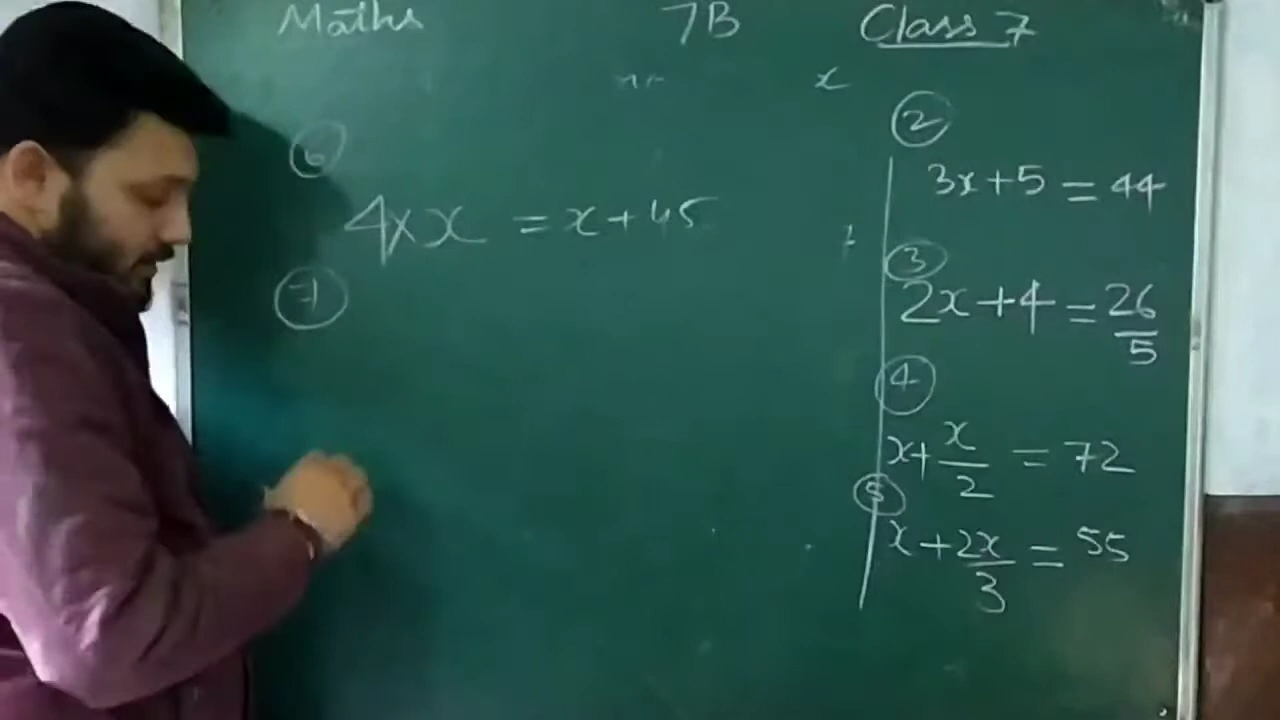 Maths 7B Class 7
x
6
4 × x = x + 45
7
2
3x + 5 = 44
3
2x + 4 = 26/5
4
x + x/2 = 72
5
x + 2x/3 = 55